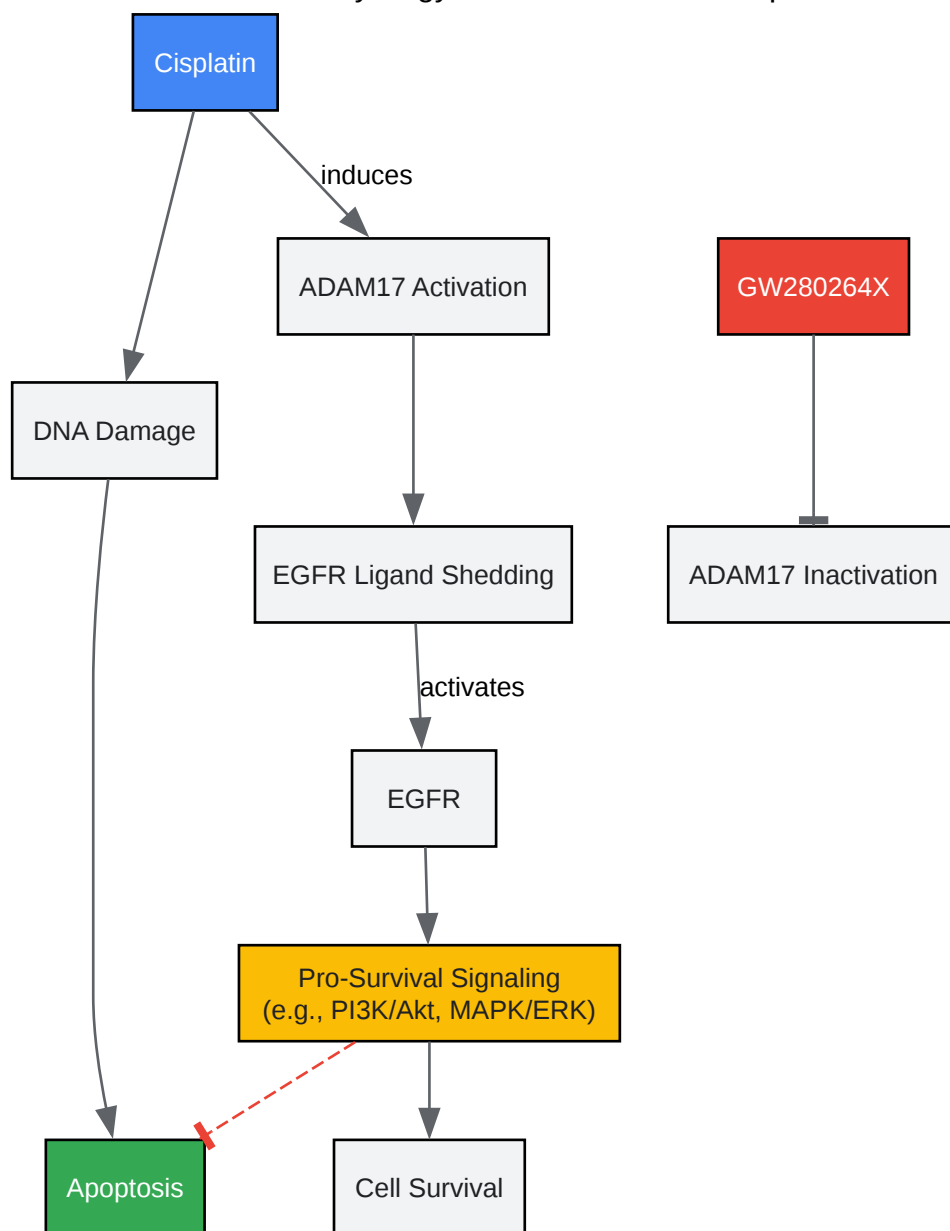 Cisplatin
induces
ADAM17 Activation
GW280264X
DNA Damage
EGFR Ligand Shedding
ADAM17 Inactivation
activates
EGFR
Pro-Survival Signaling
(e.g., PI3K/Akt, MAPK/ERK)
Apoptosis
Cell Survival